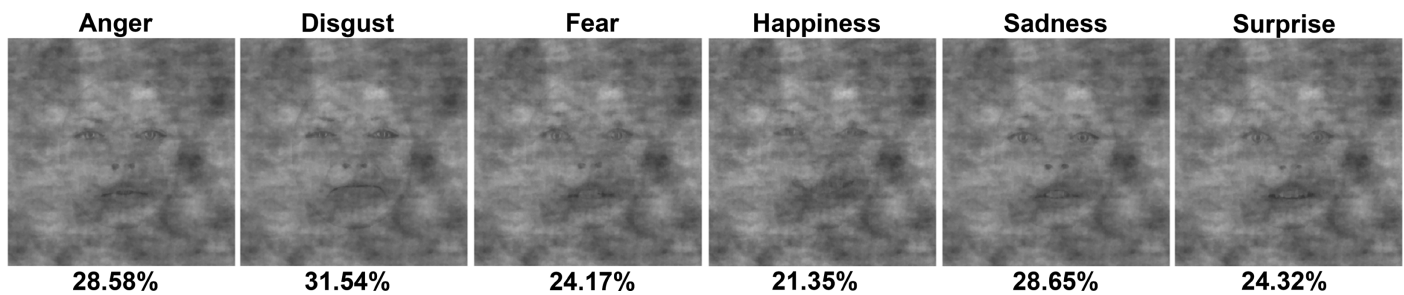 Anger Disgust Fear Happiness Sadness Surprise
28.58% 31.54% 24.17% 21.35% 28.65% 24.32%